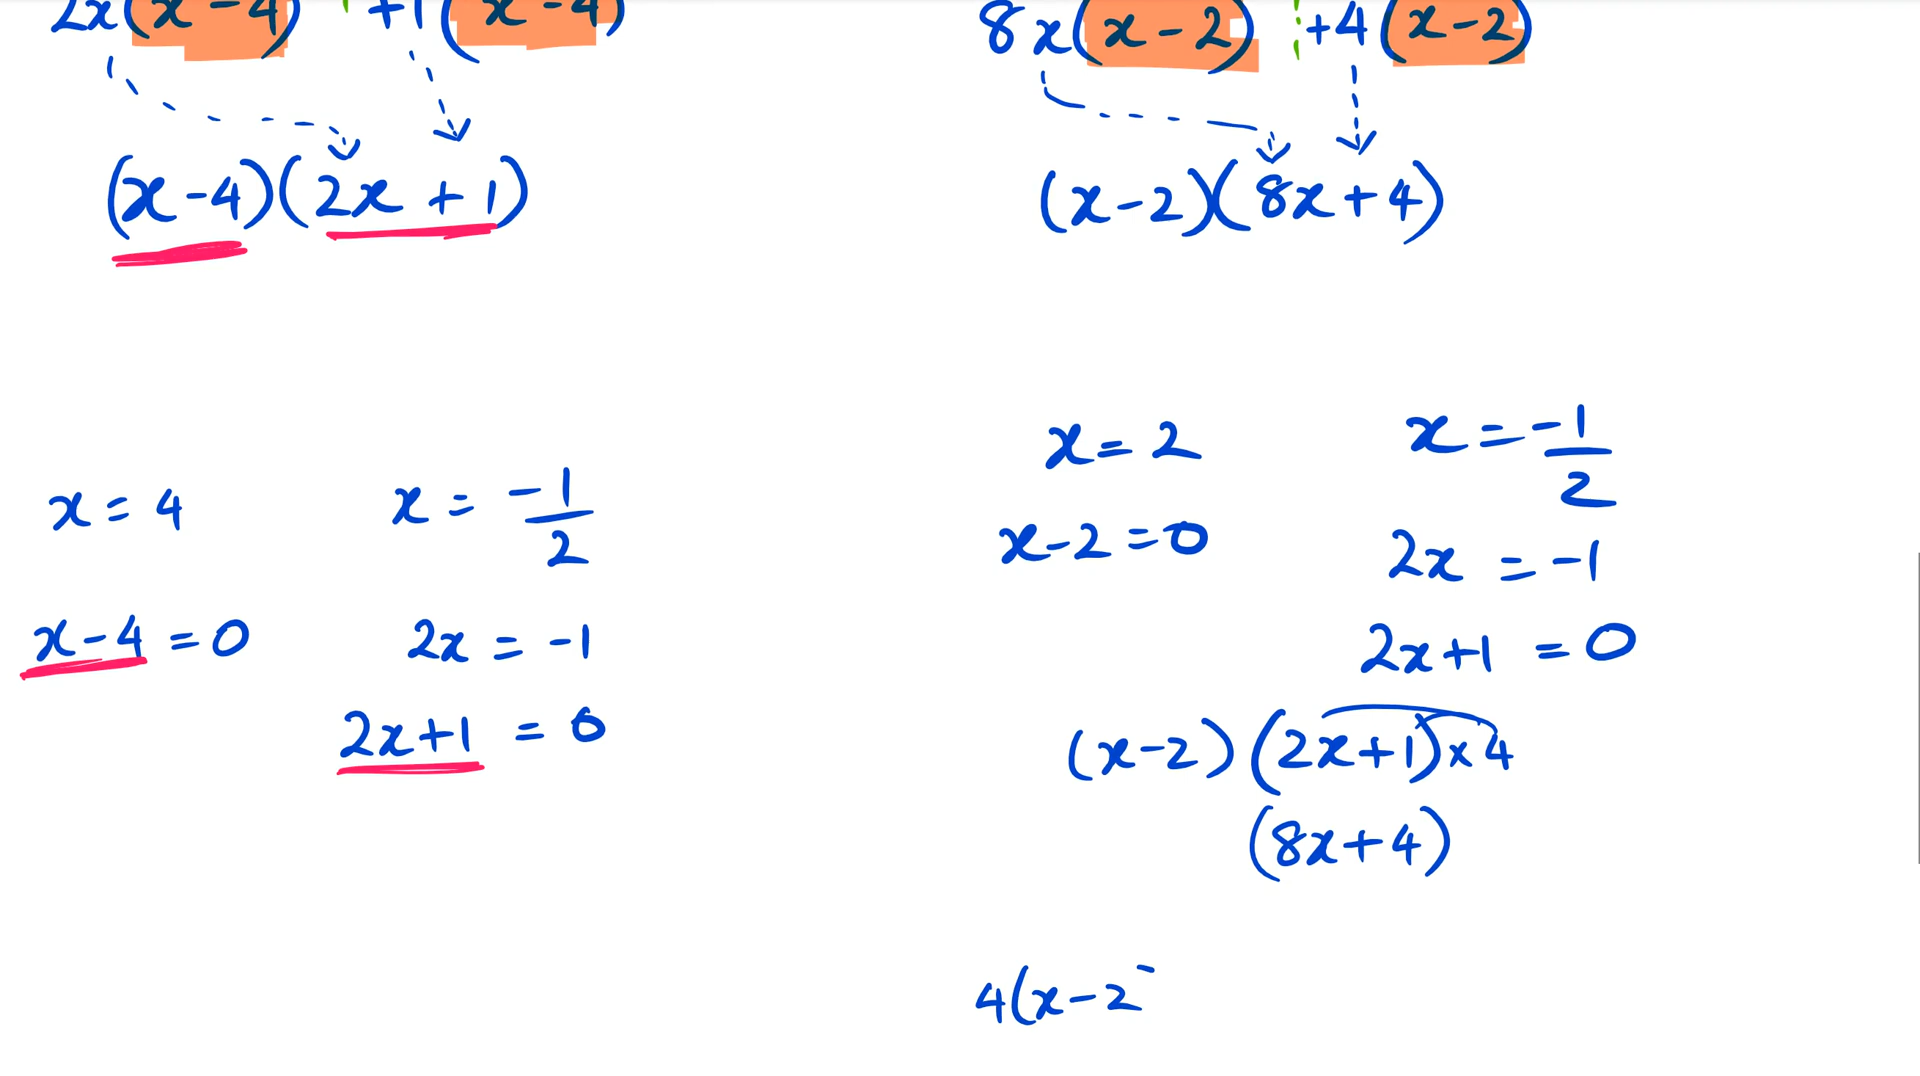 2x(x-4) +1(x-4)
(x-4)(2x+1)
x=4 x=-1/2
x-4=0 2x=-1
2x+1=0
8x(x-2) +4(x-2)
(x-2)(8x+4)
x=2 x=-1/2
x-2=0 2x=-1
2x+1=0
(x-2)(2x+1)×4
(8x+4)
4(x-2